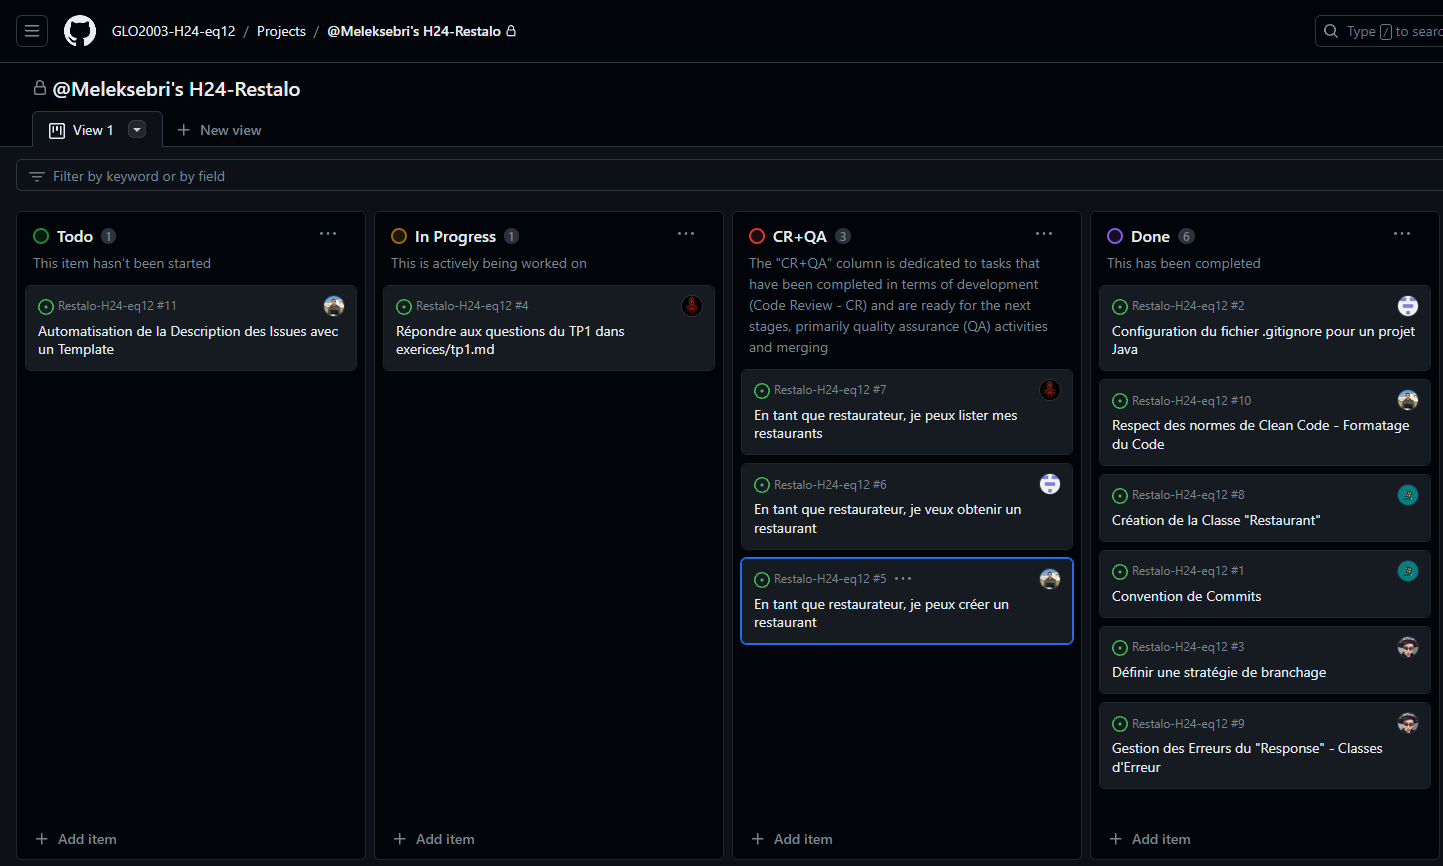 GLO2003-H24-eq12 / Projects / @Meleksebri's H24-Restalo
Type / to searc
@Meleksebri's H24-Restalo
View 1
New view
Filter by keyword or by field
Todo 1
This item hasn't been started
Restalo-H24-eq12 #11
Automatisation de la Description des Issues avec
un Template
Add item
In Progress 1
This is actively being worked on
Restalo-H24-eq12 #4
Répondre aux questions du TP1 dans
exerices/tp1.md
Add item
CR+QA 3
The "CR+QA" column is dedicated to tasks that
have been completed in terms of development
(Code Review - CR) and are ready for the next
stages, primarily quality assurance (QA) activities
and merging
Restalo-H24-eq12 #7
En tant que restaurateur, je peux lister mes
restaurants
Restalo-H24-eq12 #6
En tant que restaurateur, je veux obtenir un
restaurant
Restalo-H24-eq12 #5
En tant que restaurateur, je peux créer un
restaurant
Add item
Done 6
This has been completed
Restalo-H24-eq12 #2
Configuration du fichier .gitignore pour un projet
Java
Restalo-H24-eq12 #10
Respect des normes de Clean Code - Formatage
du Code
Restalo-H24-eq12 #8
Création de la Classe "Restaurant"
Restalo-H24-eq12 #1
Convention de Commits
Restalo-H24-eq12 #3
Définir une stratégie de branchage
Restalo-H24-eq12 #9
Gestion des Erreurs du "Response" - Classes
d'Erreur
Add item